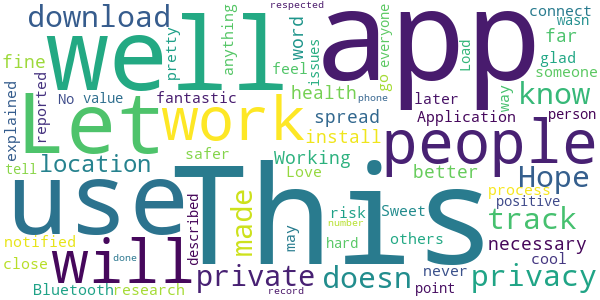 respected
download
well
app
pretty
anything
issues
word
go everyone
Load
connect
wasn
far
glad
someone
fine
reported
No
value
fantastic
feel
health
phone
later
way
know
explained
Let
work
spread
install
Application
person
people
tell
location
safer
Working
Love
better
Hope
process
use
This
made
risk
Sweet
track
positive
notified
will
described
may
hard
others
necessary
number
close
private
doesn
never
cool
privacy
Bluetooth
research
done
record
point